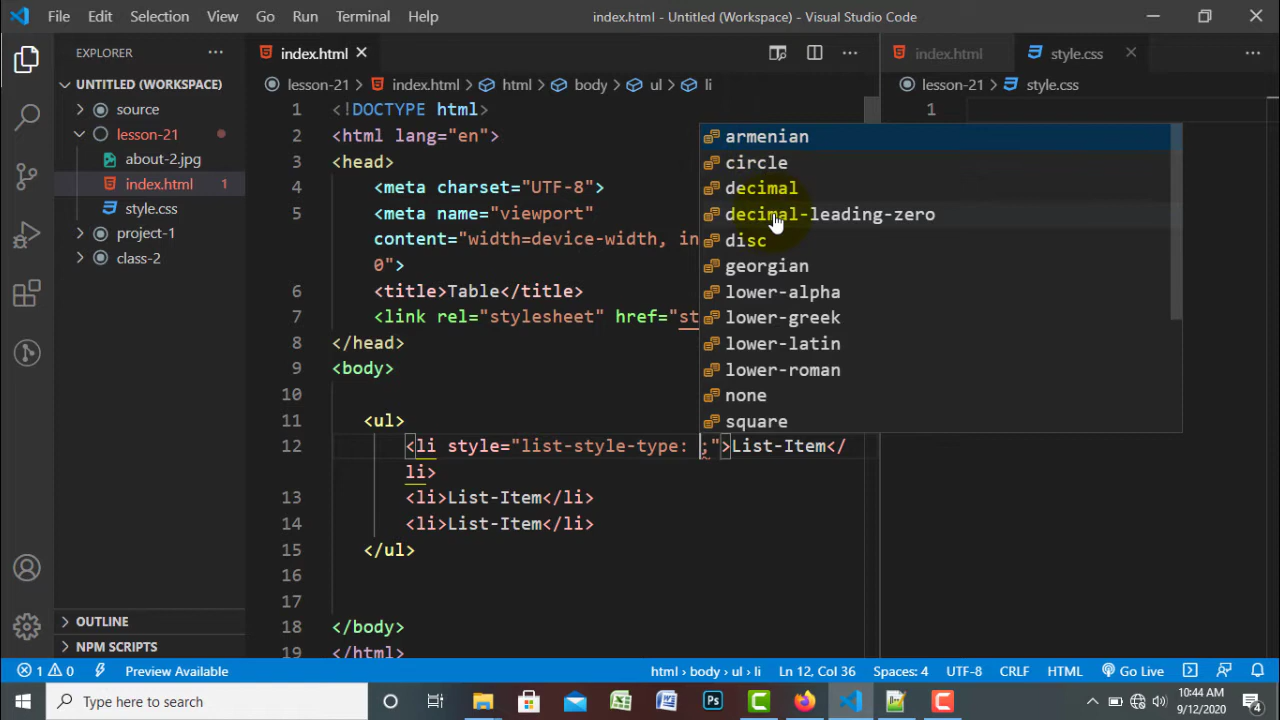 File Edit Selection View Go Run Terminal Help index.html - Untitled (Workspace) - Visual Studio Code
EXPLORER
UNTITLED (WORKSPACE)
source
lesson-21
about-2.jpg
index.html 1
style.css
project-1
class-2
OUTLINE
NPM SCRIPTS
index.html
lesson-21 > index.html > html > body > ul > li
1 <!DOCTYPE html>
2 <html lang="en">
3 <head>
4 <meta charset="UTF-8">
5 <meta name="viewport"
content="width=device-width, in
0">
6 <title>Table</title>
7 <link rel="stylesheet" href="st
8 </head>
9 <body>
10
11 <ul>
12 <li style="list-style-type: ;">List-Item</
li>
13 <li>List-Item</li>
14 <li>List-Item</li>
15 </ul>
16
17
18 </body>
19 </html>
armenian
circle
decimal
decimal-leading-zero
disc
georgian
lower-alpha
lower-greek
lower-latin
lower-roman
none
square
index.html style.css
lesson-21 > style.css
1
1 0 Preview Available html > body > ul > li Ln 12, Col 36 Spaces: 4 UTF-8 CRLF HTML Go Live
Type here to search
10:44 AM
9/12/2020
4